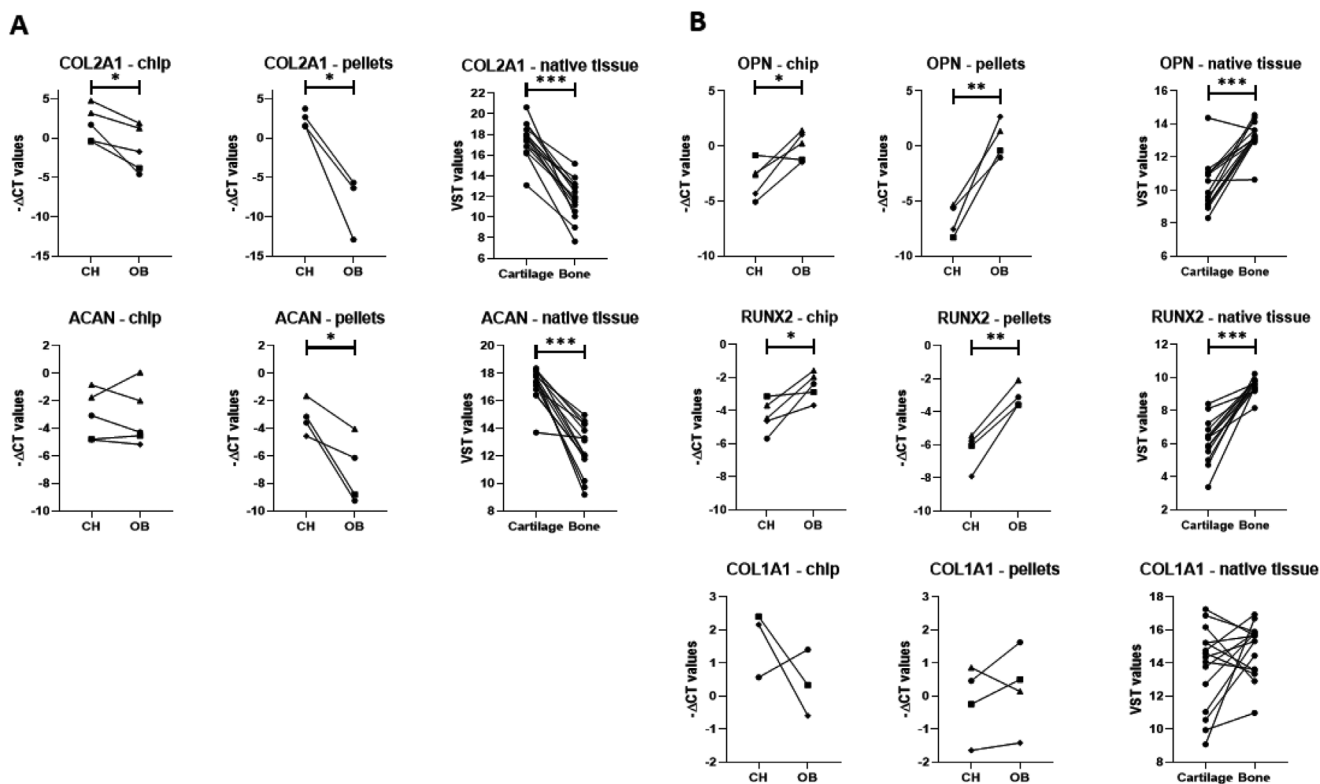 A
B
COL2A1 - chip
*
5
0
-5
-10
-15
-ΔCT values
CH OB
COL2A1 - pellets
*
5
0
-5
-10
-15
-ΔCT values
CH OB
COL2A1 - native tissue
***
22
20
18
16
14
12
10
8
6
VST values
Cartilage Bone
OPN - chip
*
5
0
-5
-10
-ΔCT values
CH OB
OPN - pellets
**
5
0
-5
-10
-ΔCT values
CH OB
OPN - native tissue
***
16
14
12
10
8
6
VST values
Cartilage Bone
ACAN - chip
2
0
-2
-4
-6
-8
-10
-ΔCT values
CH OB
ACAN - pellets
*
2
0
-2
-4
-6
-8
-10
-ΔCT values
CH OB
ACAN - native tissue
***
20
18
16
14
12
10
8
VST values
Cartilage Bone
RUNX2 - chip
*
0
-2
-4
-6
-8
-10
-ΔCT values
CH OB
RUNX2 - pellets
**
0
-2
-4
-6
-8
-10
-ΔCT values
CH OB
RUNX2 - native tissue
***
12
10
8
6
4
2
VST values
Cartilage Bone
COL1A1 - chip
3
2
1
0
-1
-2
-ΔCT values
CH OB
COL1A1 - pellets
3
2
1
0
-1
-2
-ΔCT values
CH OB
COL1A1 - native tissue
18
16
14
12
10
8
VST values
Cartilage Bone